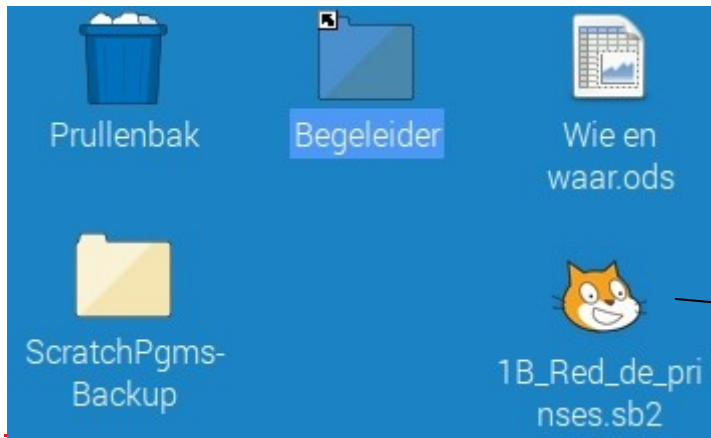 Prullenbak
Begeleider
Wie en
waar.ods
ScratchPgms-
Backup
1B_Red_de_pri
nses.sb2